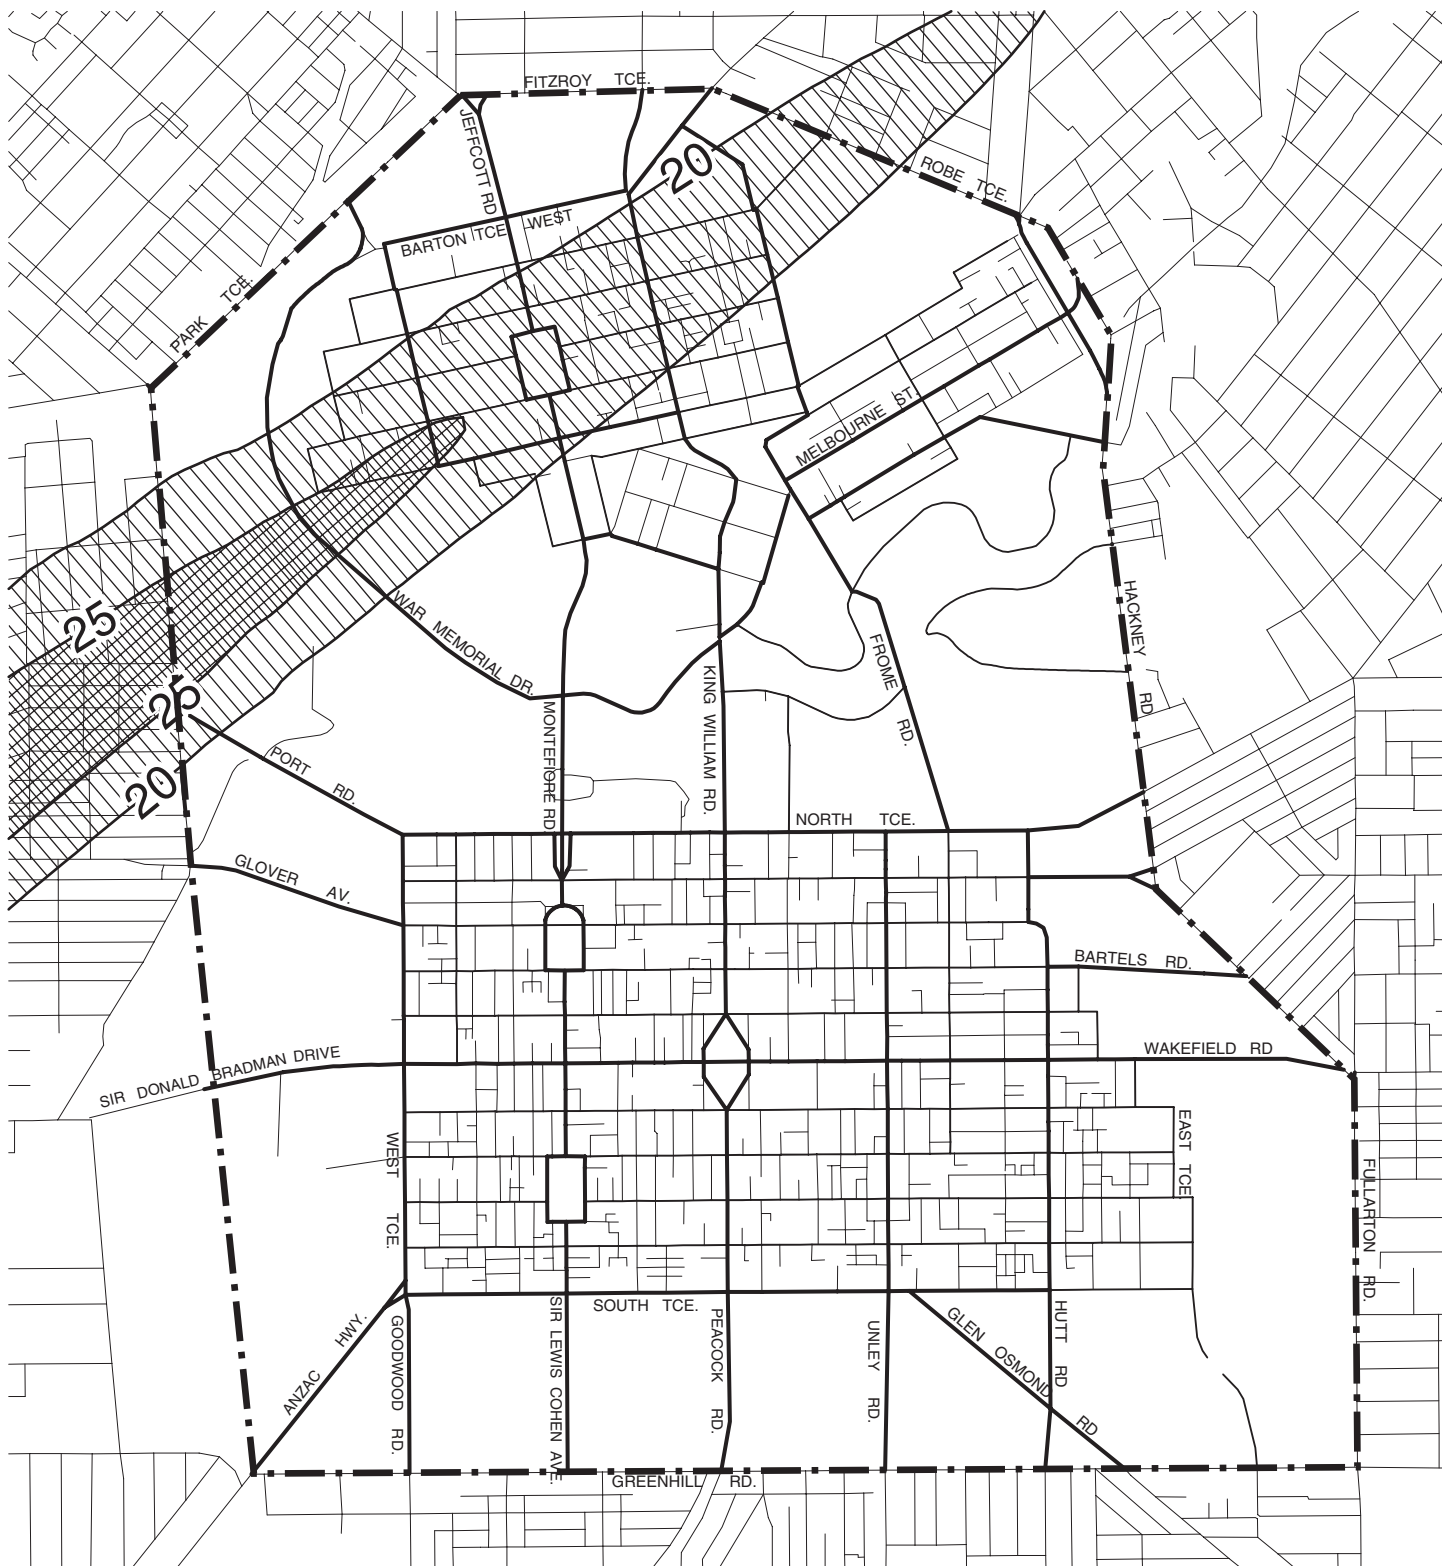 FITZROY TCE.
JEFFCOTT RD
20
ROBE TCE.
BARTON TCE WEST
PARK TCE.
MELBOURNE ST.
25
WAR MEMORIAL DR.
HACKNEY RD
FROME RD.
KING WILLIAM RD.
MONTEFIORE RD
25
20
PORT RD.
NORTH TCE.
GLOVER AV.
BARTELS RD.
WAKEFIELD RD
SIR DONALD BRADMAN DRIVE
WEST TCE.
EAST TCE
FULLARTON RD.
SOUTH TCE.
ANZAC HWY.
GOODWOOD RD.
SIR LEWIS COHEN AVE.
PEACOCK RD.
UNLEY RD.
GLEN OSMOND RD
HUTT RD
GREENHILL RD.